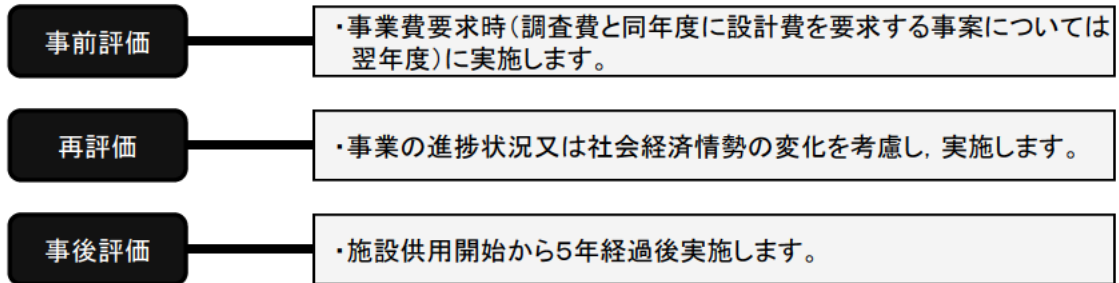 事前評価
・事業費要求時(調査費と同年度に設計費を要求する事案については
翌年度)に実施します。
再評価
・事業の進捗状況又は社会経済情勢の変化を考慮し，実施します。
事後評価
・施設供用開始から５年経過後実施します。